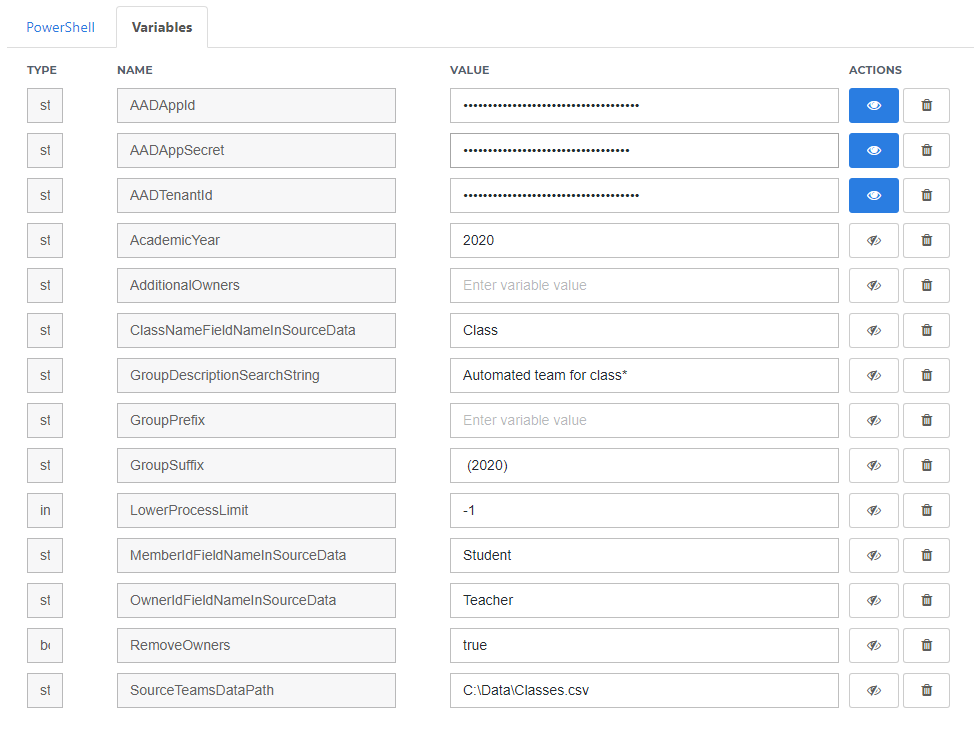 PowerShell Variables
TYPE NAME VALUE ACTIONS
st AADAppId ••••••••••••••••••••••••••••••••••••
st AADAppSecret ••••••••••••••••••••••••••••••••••
st AADTenantId ••••••••••••••••••••••••••••••••••••
st AcademicYear 2020
st AdditionalOwners Enter variable value
st ClassNameFieldNameInSourceData Class
st GroupDescriptionSearchString Automated team for class*
st GroupPrefix Enter variable value
st GroupSuffix (2020)
in LowerProcessLimit -1
st MemberIdFieldNameInSourceData Student
st OwnerIdFieldNameInSourceData Teacher
bo RemoveOwners true
st SourceTeamsDataPath C:\Data\Classes.csv